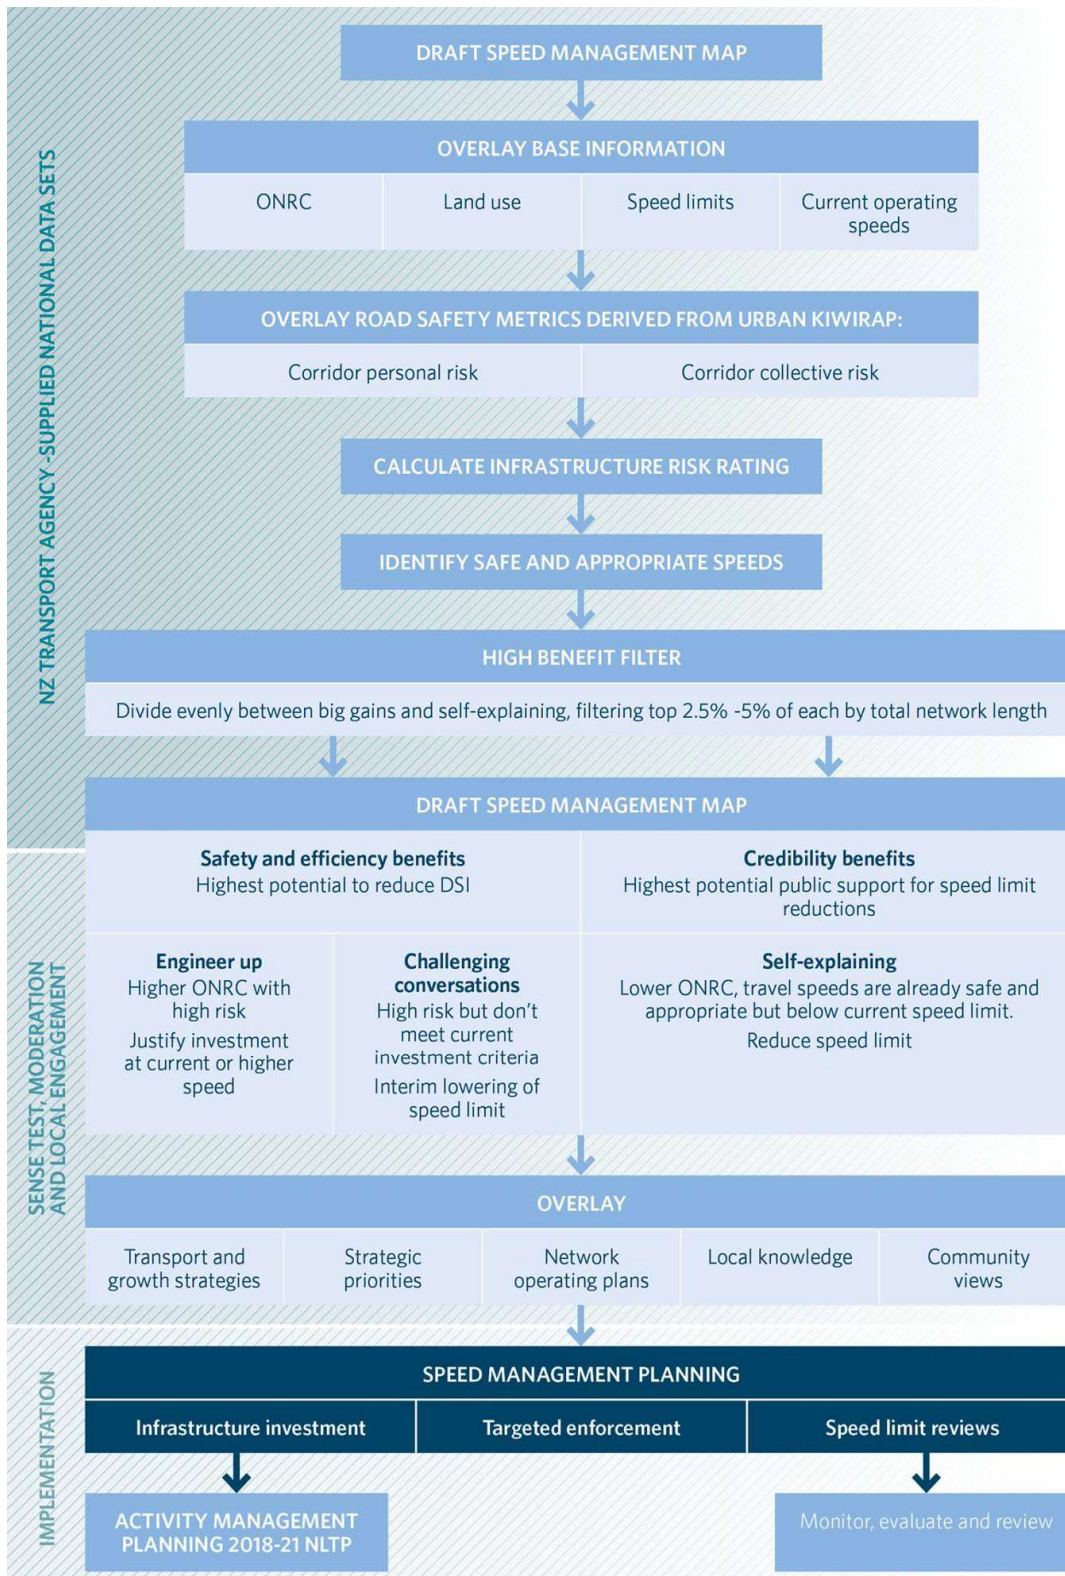 DRAFT SPEED MANAGEMENT MAP
OVERLAY BASE INFORMATION
ONRC
Land use
Speed limits
Current operating
speeds
OVERLAY ROAD SAFETY METRICS DERIVED FROM URBAN KIWIRAP:
Corridor personal risk
Corridor collective risk
CALCULATE INFRASTRUCTURE RISK RATING
IDENTIFY SAFE AND APPROPRIATE SPEEDS
HIGH BENEFIT FILTER
Divide evenly between big gains and self-explaining, filtering top 2.5% -5% of each by total network length
NZ TRANSPORT AGENCY -SUPPLIED NATIONAL DATA SETS
DRAFT SPEED MANAGEMENT MAP
Safety and efficiency benefits
Highest potential to reduce DSI
Credibility benefits
Highest potential public support for speed limit
reductions
Engineer up
Higher ONRC with
high risk
Justify investment
at current or higher
speed
Challenging
conversations
High risk but don't
meet current
investment criteria
Interim lowering of
speed limit
Self-explaining
Lower ONRC, travel speeds are already safe and
appropriate but below current speed limit.
Reduce speed limit
OVERLAY
Transport and
growth strategies
Strategic
priorities
Network
operating plans
Local knowledge
Community
views
SENSE TEST, MODERATION
AND LOCAL ENGAGEMENT
SPEED MANAGEMENT PLANNING
Infrastructure investment
Targeted enforcement
Speed limit reviews
ACTIVITY MANAGEMENT
PLANNING 2018-21 NLTP
Monitor, evaluate and review
IMPLEMENTATION